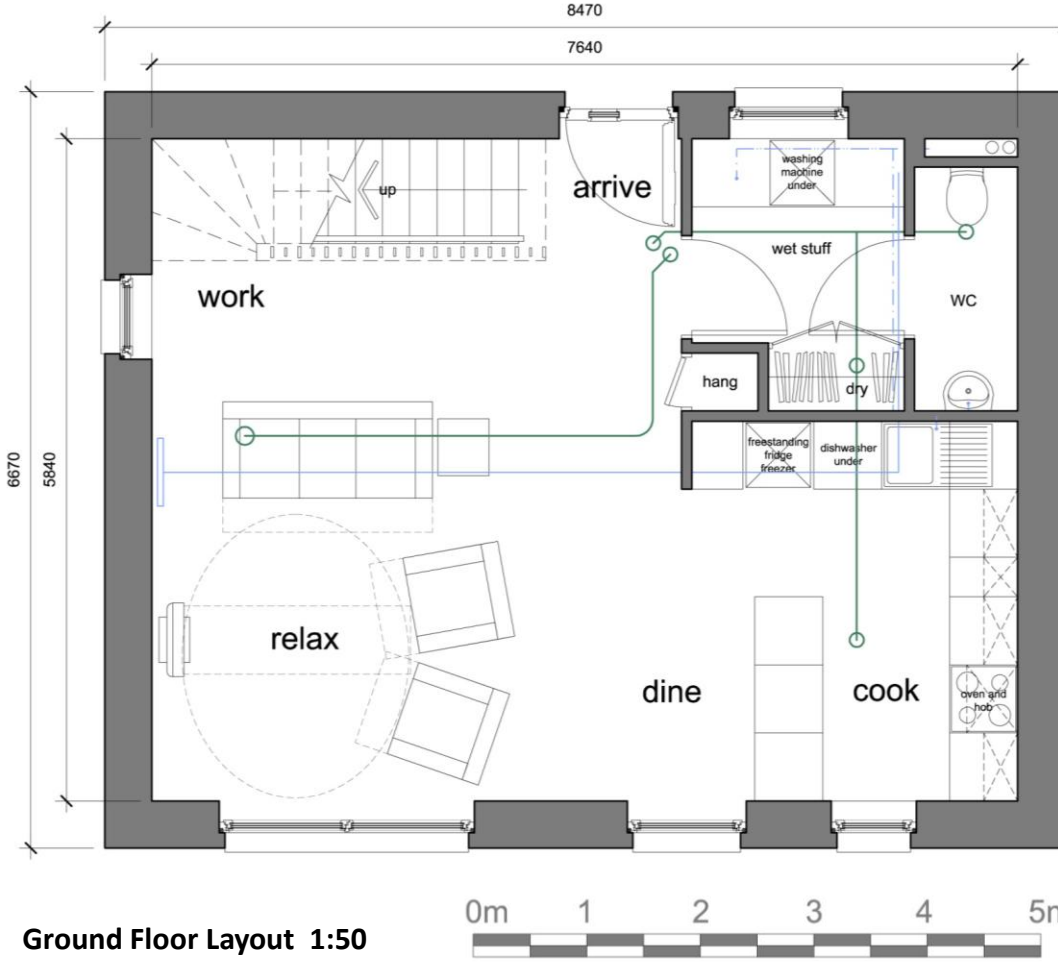 8470
7640
6670
5840
up
arrive
washing
machine
under
wet stuff
WC
work
hang
dry
freestanding
fridge
freezer
dishwasher
under
relax
dine
cook
oven and
hob
Ground Floor Layout 1:50
0m 1 2 3 4 5m